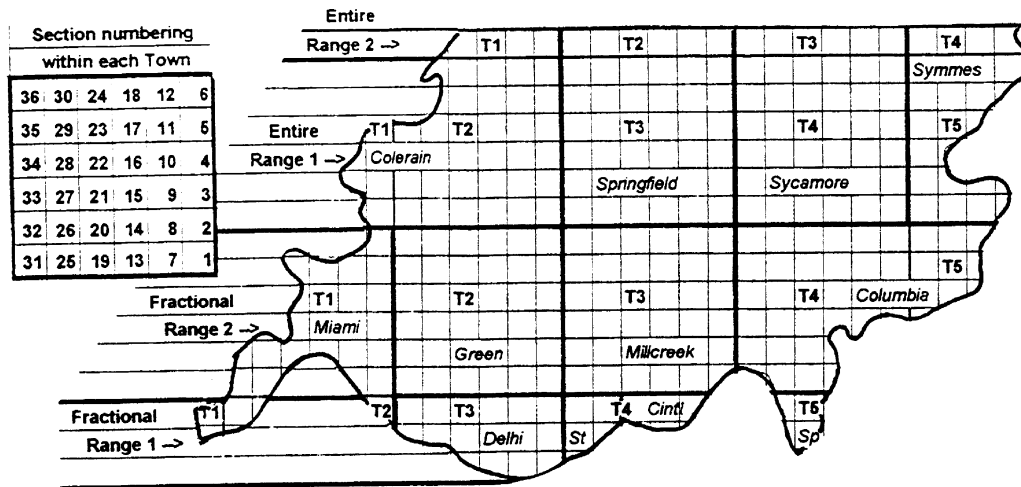 Section numbering
within each Town
36 30 24 18 12 6
35 29 23 17 11 5
34 28 22 16 10 4
33 27 21 15 9 3
32 26 20 14 8 2
31 25 19 13 7 1
Entire
Range 2 -> T1 T2 T3 T4
Symmes
Entire T1 T2 T3 T4 T5
Range 1 -> Colerain
Springfield Sycamore
T5
Fractional T1 T2 T3 T4 Columbia
Range 2 -> Miami
Green Millcreek
Fractional T1 T2 T3 T4 Cinti T5
Range 1 -> Delhi St Sp